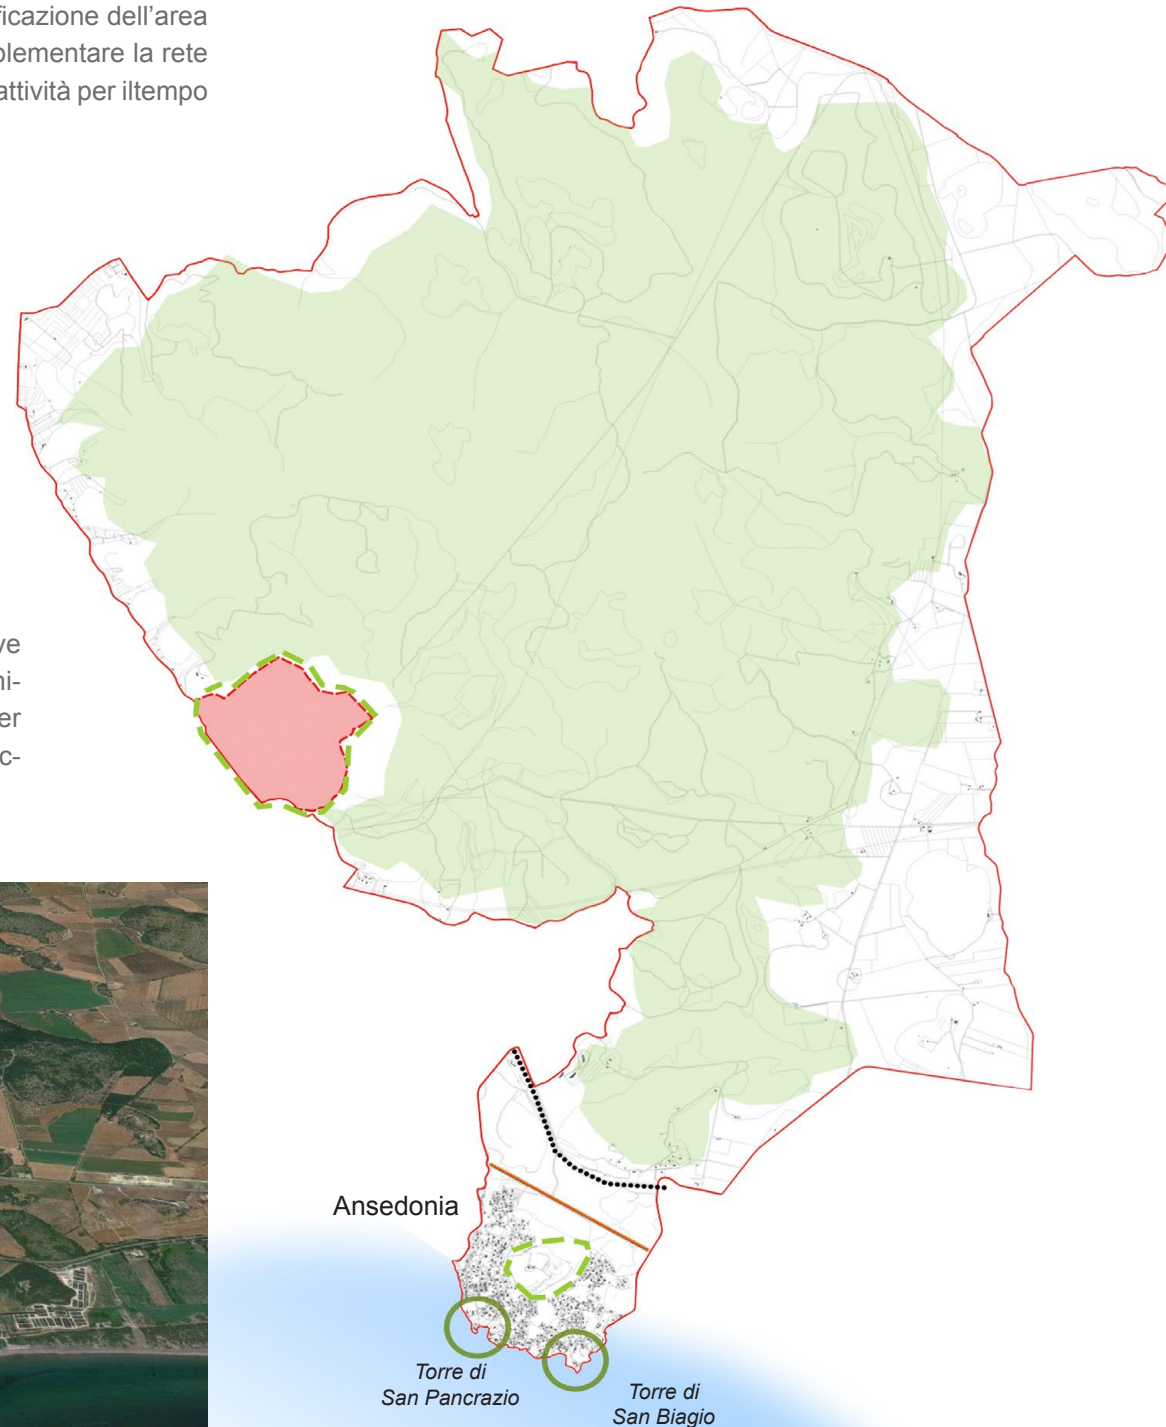 ficazione dell’area
plementare la rete
attività per iltempo
ve
ni-
er
c-
Ansedonia
Torre di
San Pancrazio
Torre di
San Biagio